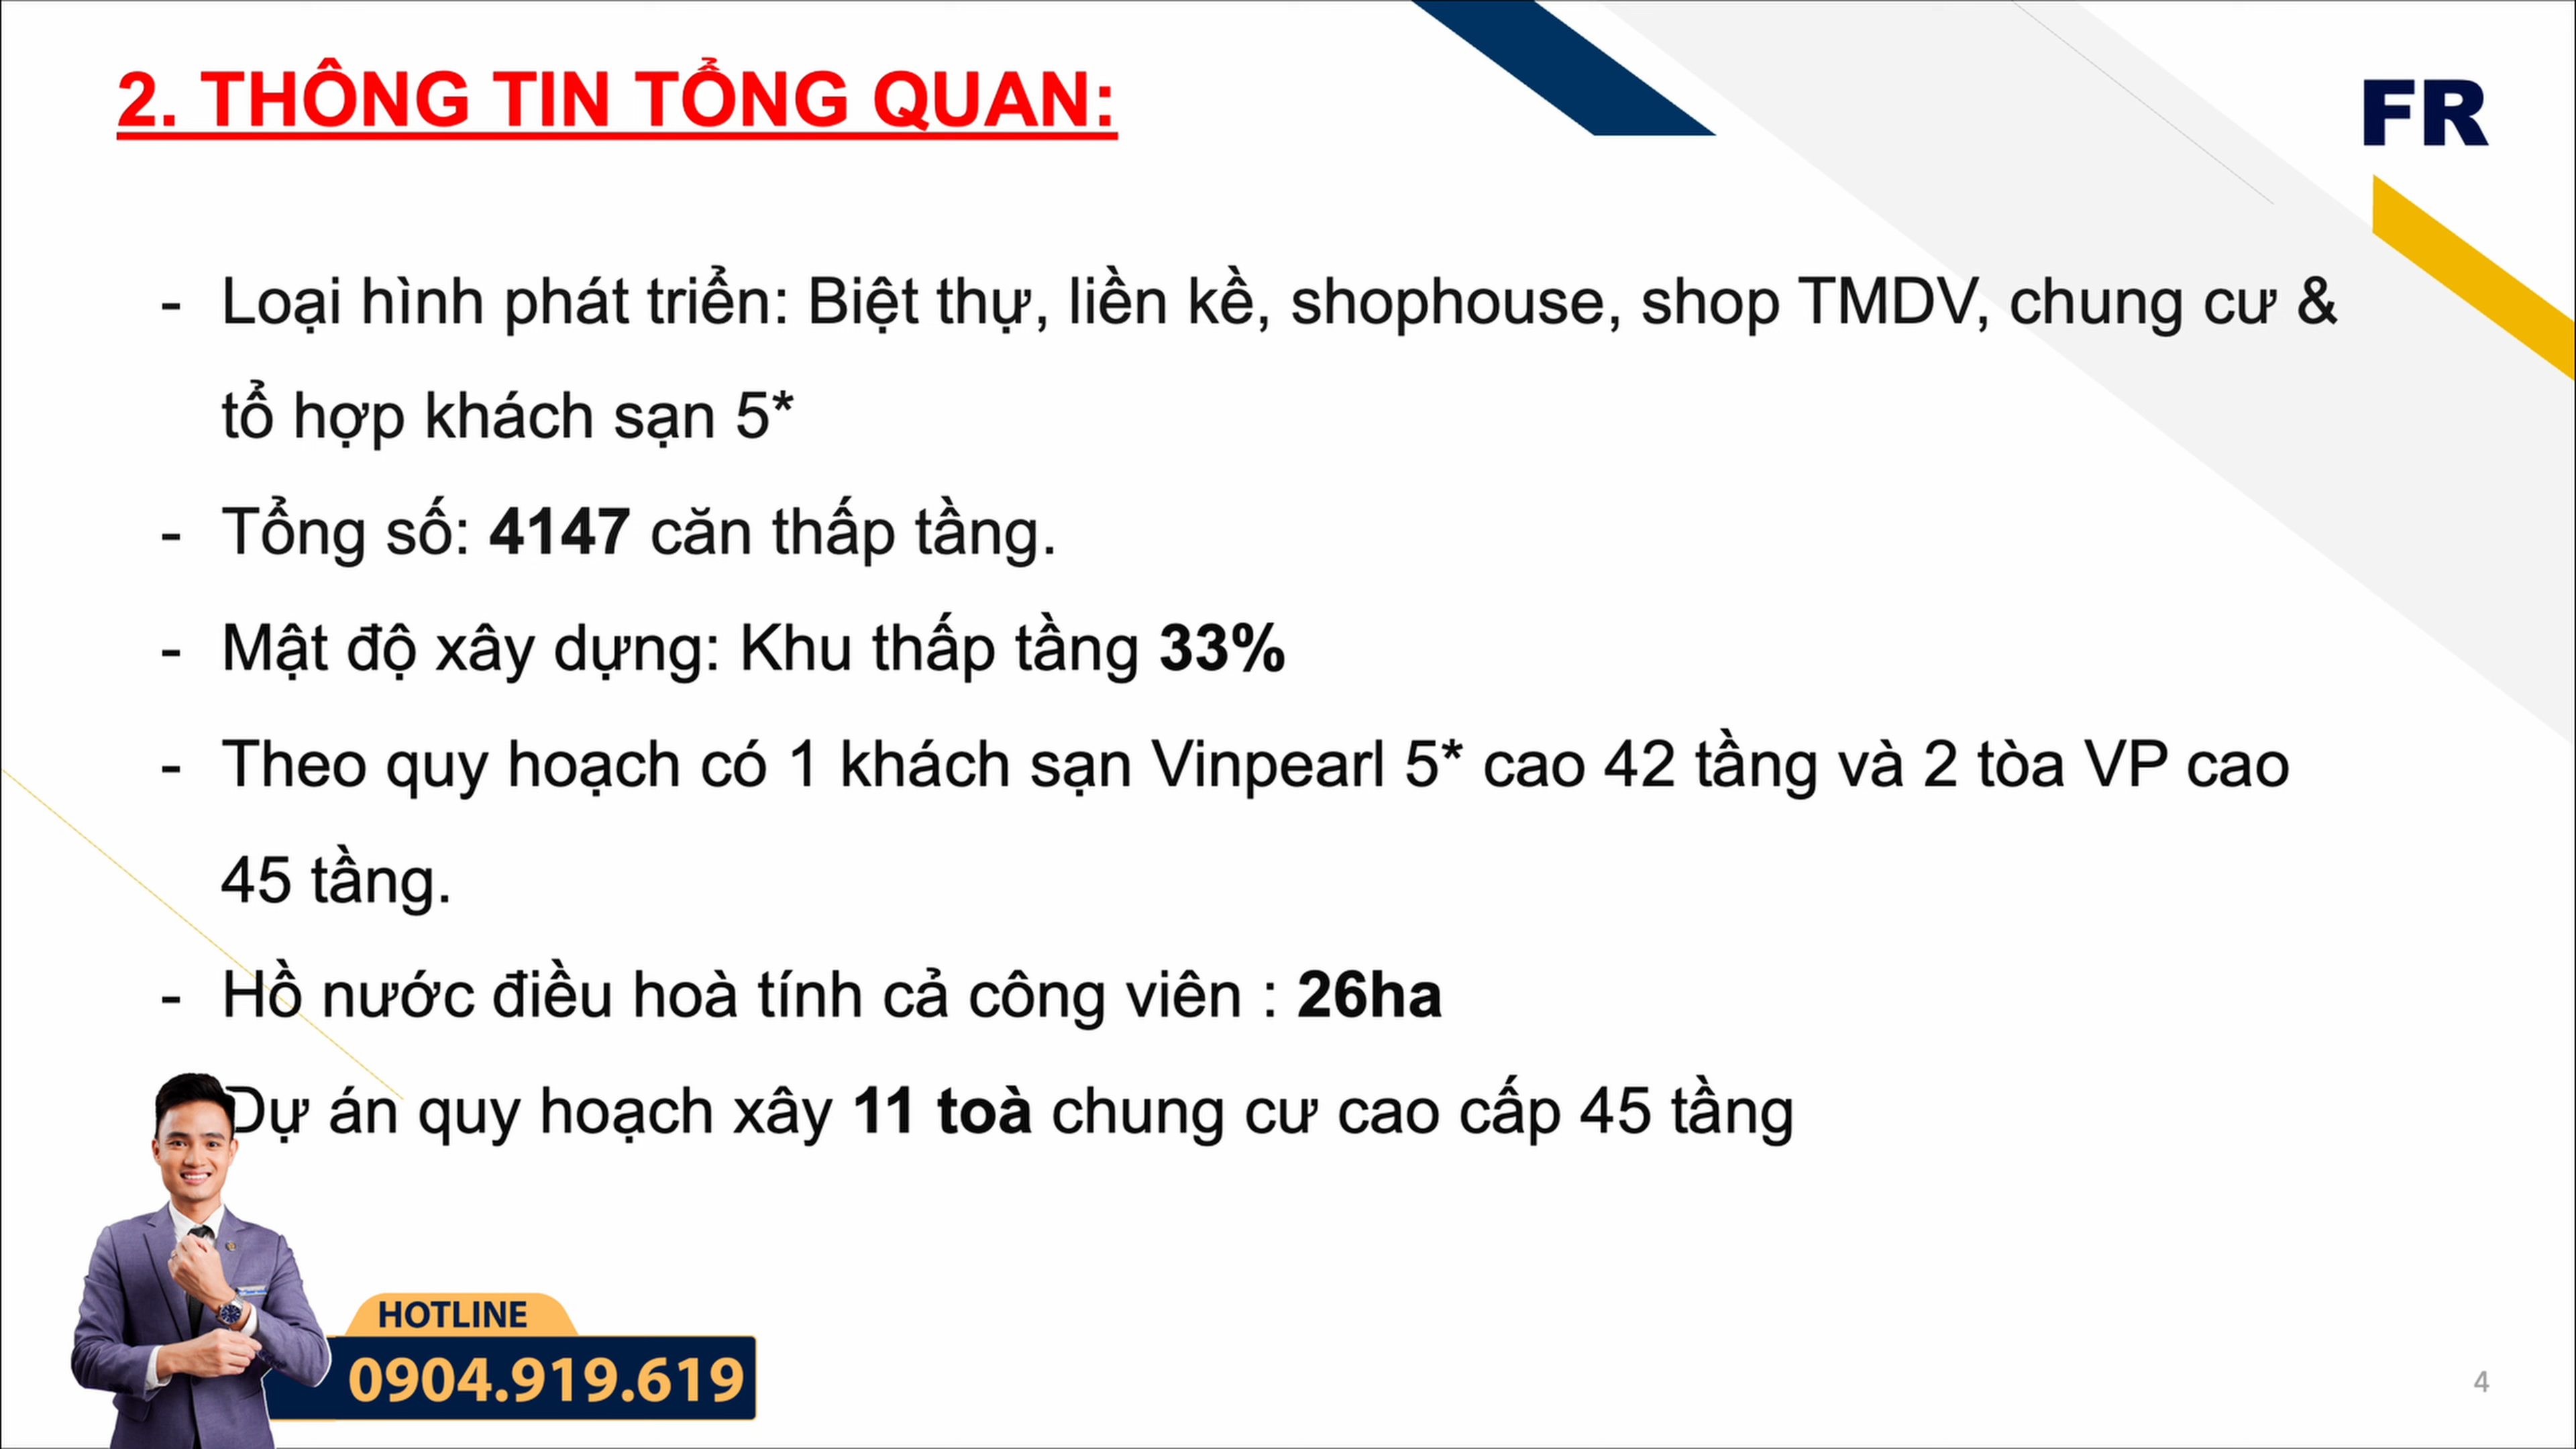 2. THÔNG TIN TỔNG QUAN:
FR
- Loại hình phát triển: Biệt thự, liền kề, shophouse, shop TMDV, chung cư &
tổ hợp khách sạn 5*
- Tổng số: 4147 căn thấp tầng.
- Mật độ xây dựng: Khu thấp tầng 33%
- Theo quy hoạch có 1 khách sạn Vinpearl 5* cao 42 tầng và 2 tòa VP cao
45 tầng.
- Hồ nước điều hoà tính cả công viên : 26ha
Dự án quy hoạch xây 11 toà chung cư cao cấp 45 tầng
HOTLINE
0904.919.619
4